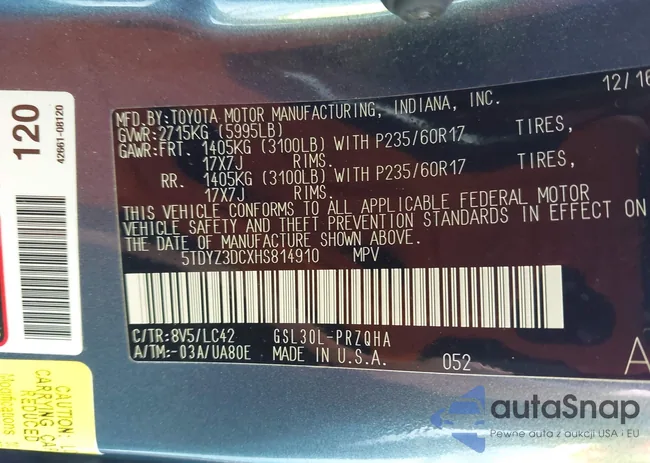 12/16
MFD.BY:TOYOTA MOTOR MANUFACTURING, INDIANA, INC.
GVWR:2715KG (5995LB)
GAWR:FRT. 1405KG (3100LB) WITH P235/60R17 TIRES,
17X7J RIMS.
RR. 1405KG (3100LB) WITH P235/60R17 TIRES,
17X7J RIMS.
THIS VEHICLE CONFORMS TO ALL APPLICABLE FEDERAL MOTOR
VEHICLE SAFETY AND THEFT PREVENTION STANDARDS IN EFFECT ON
THE DATE OF MANUFACTURE SHOWN ABOVE.
5TDYZ3DCXHS814910 MPV
C/TR:8V5/LC42 GSL30L-PRZQHA
A/TM:-03A/UA80E MADE IN U.S.A. 052 A
120
42661-08120
CAUTION:
CARRYING CA
REDUCED
Modifications
autaSnap
Pewne auta z aukcji USA i EU